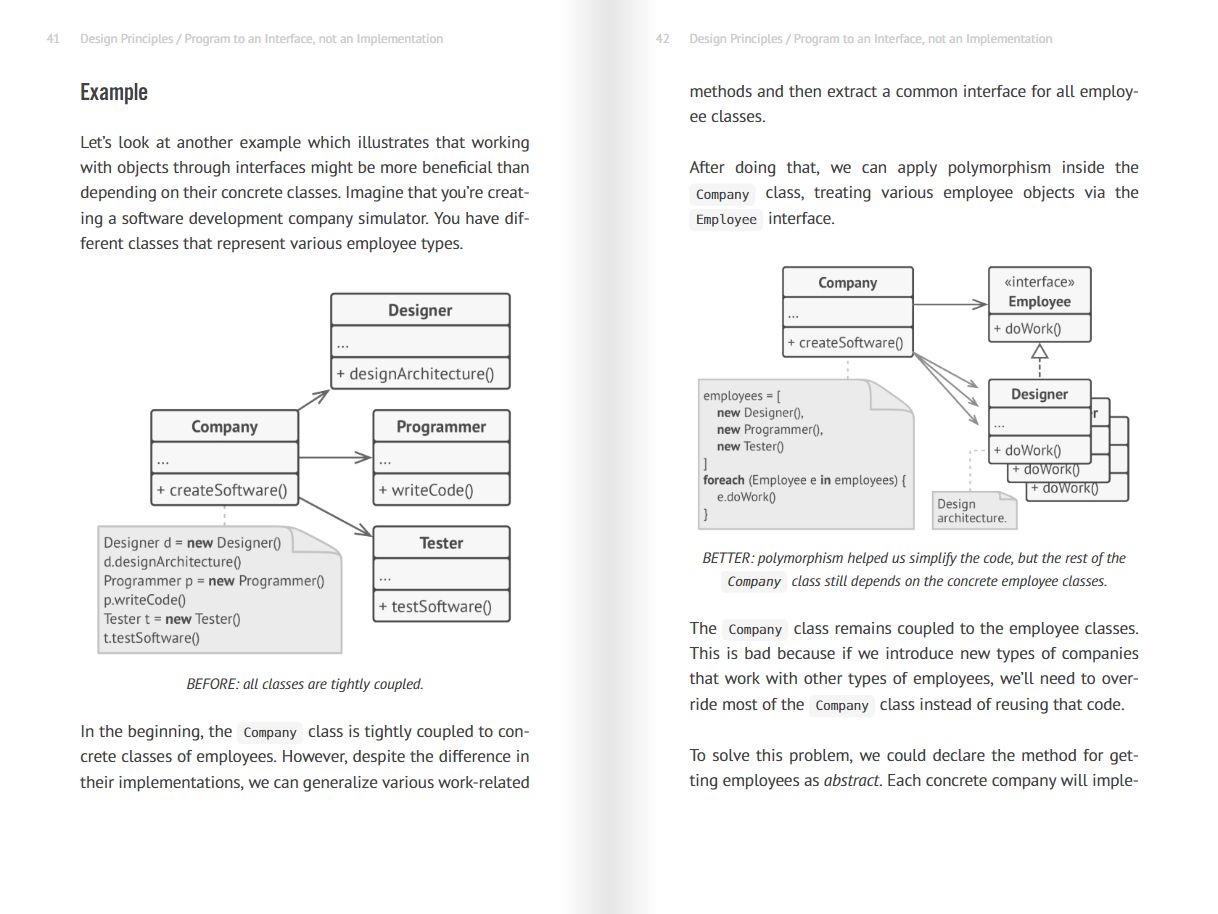 41 Design Principles / Program to an Interface, not an Implementation
Example
Let's look at another example which illustrates that working
with objects through interfaces might be more beneficial than
depending on their concrete classes. Imagine that you're creat-
ing a software development company simulator. You have dif-
ferent classes that represent various employee types.
Designer
...
+ designArchitecture()
Company
...
+ createSoftware()
Programmer
...
+ writeCode()
Tester
...
+ testSoftware()
Designer d = new Designer()
d.designArchitecture()
Programmer p = new Programmer()
p.writeCode()
Tester t = new Tester()
t.testSoftware()
BEFORE: all classes are tightly coupled.
In the beginning, the Company class is tightly coupled to con-
crete classes of employees. However, despite the difference in
their implementations, we can generalize various work-related
42 Design Principles / Program to an Interface, not an Implementation
methods and then extract a common interface for all employ-
ee classes.
After doing that, we can apply polymorphism inside the
Company class, treating various employee objects via the
Employee interface.
Company
...
+ createSoftware()
«interface»
Employee
+ doWork()
employees = [
new Designer(),
new Programmer(),
new Tester()
]
foreach (Employee e in employees) {
e.doWork()
}
Designer
...
+ doWork()
r
+ doWork()
+ doWork()
Design
architecture.
BETTER: polymorphism helped us simplify the code, but the rest of the
Company class still depends on the concrete employee classes.
The Company class remains coupled to the employee classes.
This is bad because if we introduce new types of companies
that work with other types of employees, we'll need to over-
ride most of the Company class instead of reusing that code.
To solve this problem, we could declare the method for get-
ting employees as abstract. Each concrete company will imple-